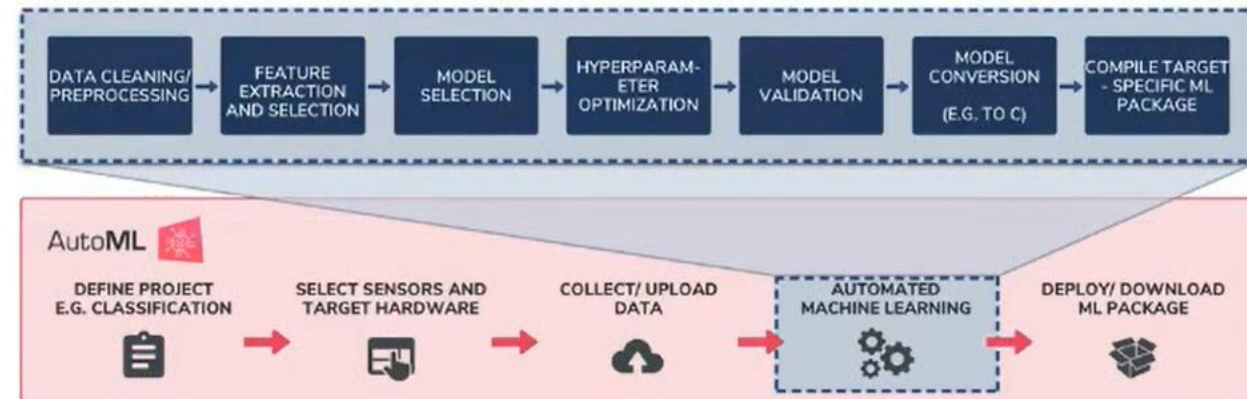 DATA CLEANING/
PREPROCESSING
FEATURE
EXTRACTION
AND SELECTION
MODEL
SELECTION
HYPERPARAM-
ETER
OPTIMIZATION
MODEL
VALIDATION
MODEL
CONVERSION
(E.G. TO C)
COMPILE TARGET
- SPECIFIC ML
PACKAGE
AutoML
DEFINE PROJECT
E.G. CLASSIFICATION
SELECT SENSORS AND
TARGET HARDWARE
COLLECT/ UPLOAD
DATA
AUTOMATED
MACHINE LEARNING
DEPLOY/ DOWNLOAD
ML PACKAGE